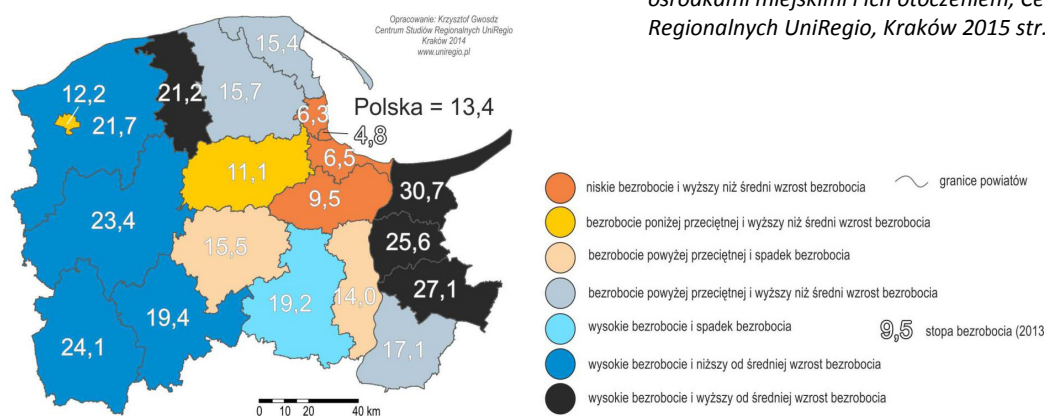 ośrodkami miejskimi i ich otoczeniem, Ce
Regionalnych UniRegio, Kraków 2015 str.
Opracowanie: Krzysztof Gwosdz
Centrum Studiów Regionalnych UniRegio
Kraków 2014
www.uniregio.pl
15,4
12,2
21,2
15,7
21,7
6,3
Polska = 13,4
4,8
11,1
6,5
9,5
30,7
23,4
15,5
25,6
19,2
14,0
27,1
19,4
24,1
17,1
0 10 20 40 km
niskie bezrobocie i wyższy niż średni wzrost bezrobocia
granice powiatów
bezrobocie poniżej przeciętnej i wyższy niż średni wzrost bezrobocia
bezrobocie powyżej przeciętnej i spadek bezrobocia
bezrobocie powyżej przeciętnej i wyższy niż średni wzrost bezrobocia
wysokie bezrobocie i spadek bezrobocia
9,5 stopa bezrobocia (2013
wysokie bezrobocie i niższy od średniej wzrost bezrobocia
wysokie bezrobocie i wyższy od średniej wzrost bezrobocia